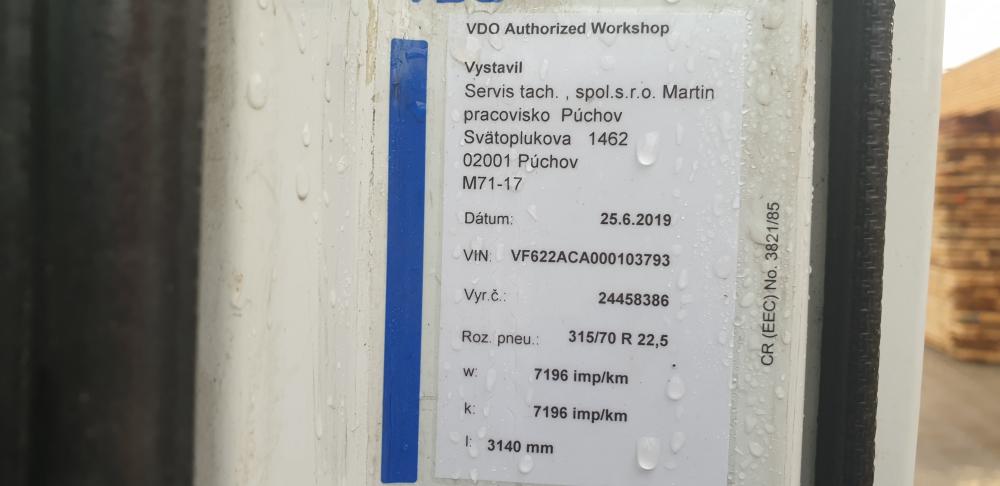 VDO
VDO Authorized Workshop
Vystavil
Servis tach. , spol.s.r.o. Martin
pracovisko Púchov
Svätoplukova 1462
02001 Púchov
M71-17
Dátum: 25.6.2019
VIN: VF622ACA000103793
Vyr.č.: 24458386
Roz. pneu.: 315/70 R 22,5
w: 7196 imp/km
k: 7196 imp/km
l: 3140 mm
CR (EEC) No. 3821/85